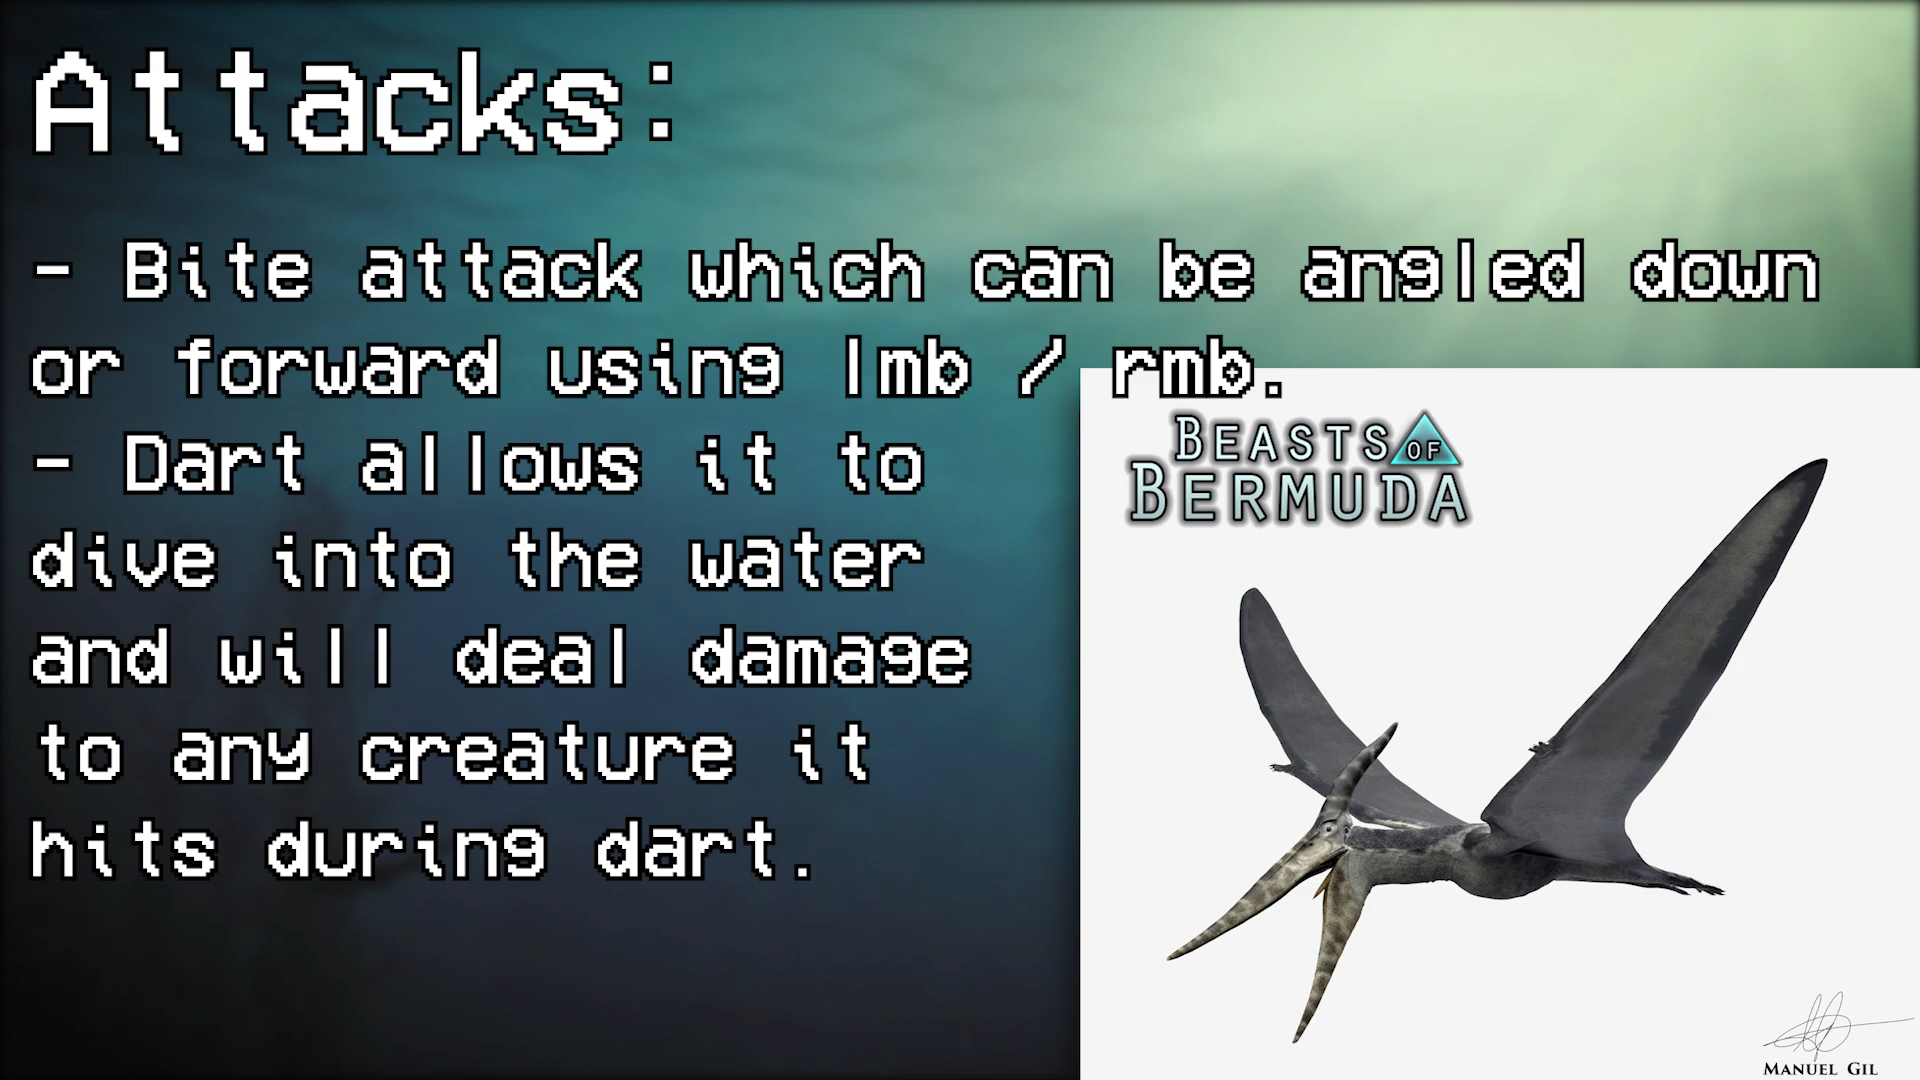 Attacks:
- Bite attack which can be angled down
or forward using lmb / rmb.
- Dart allows it to
dive into the water
and will deal damage
to any creature it
hits during dart.
BEASTS OF
BERMUDA
MANUEL GIL